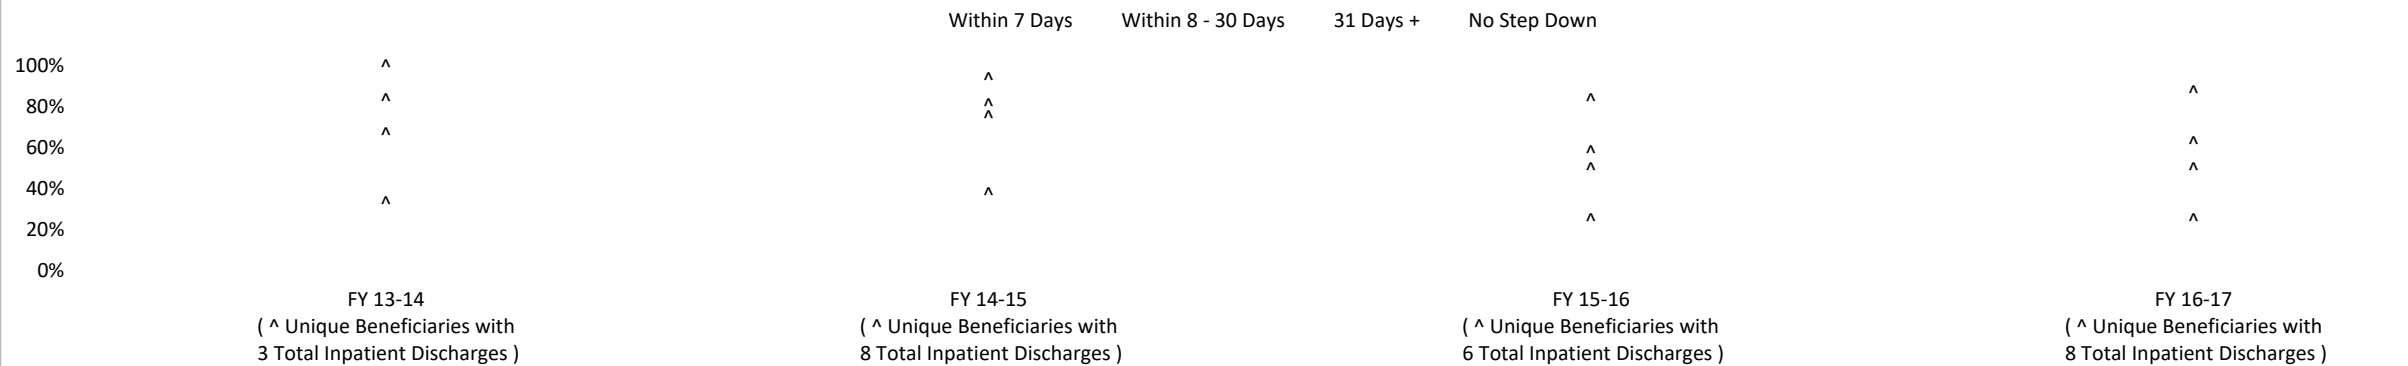 Within 7 Days Within 8 - 30 Days 31 Days + No Step Down
100%
80%
60%
40%
20%
0%
^ ^ ^ ^
^ ^ ^ ^
^ ^ ^ ^
^ ^ ^ ^
FY 13-14 FY 14-15 FY 15-16 FY 16-17
( ^ Unique Beneficiaries with ( ^ Unique Beneficiaries with ( ^ Unique Beneficiaries with ( ^ Unique Beneficiaries with
3 Total Inpatient Discharges ) 8 Total Inpatient Discharges ) 6 Total Inpatient Discharges ) 8 Total Inpatient Discharges )